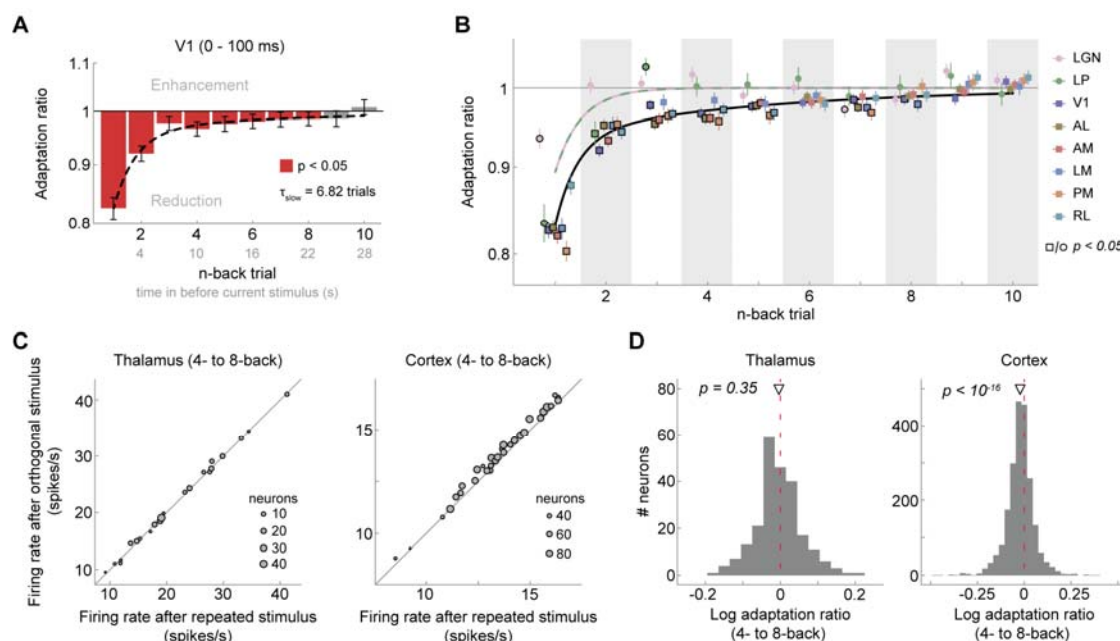 A
V1 (0 - 100 ms)
1.1
1
0.9
0.8
Adaptation ratio
Enhancement
Reduction
p < 0.05
τslow = 6.82 trials
2 4 6 8 10
4 10 16 22 28
n-back trial
time in before current stimulus (s)
B
Adaptation ratio
1
0.9
0.8
2 4 6 8 10
n-back trial
LGN
LP
V1
AL
AM
LM
PM
RL
/ p < 0.05
C
Thalamus (4- to 8-back)
Firing rate after orthogonal stimulus
(spikes/s)
40
30
20
10
neurons
10
20
30
40
10 20 30 40
Firing rate after repeated stimulus
(spikes/s)
Cortex (4- to 8-back)
15
10
neurons
40
60
80
10 15
Firing rate after repeated stimulus
(spikes/s)
D
Thalamus
p = 0.35
# neurons
80
60
40
20
0
-0.2 0 0.2
Log adaptation ratio
(4- to 8-back)
Cortex
p < 10-16
400
200
0
-0.25 0 0.25
Log adaptation ratio
(4- to 8-back)